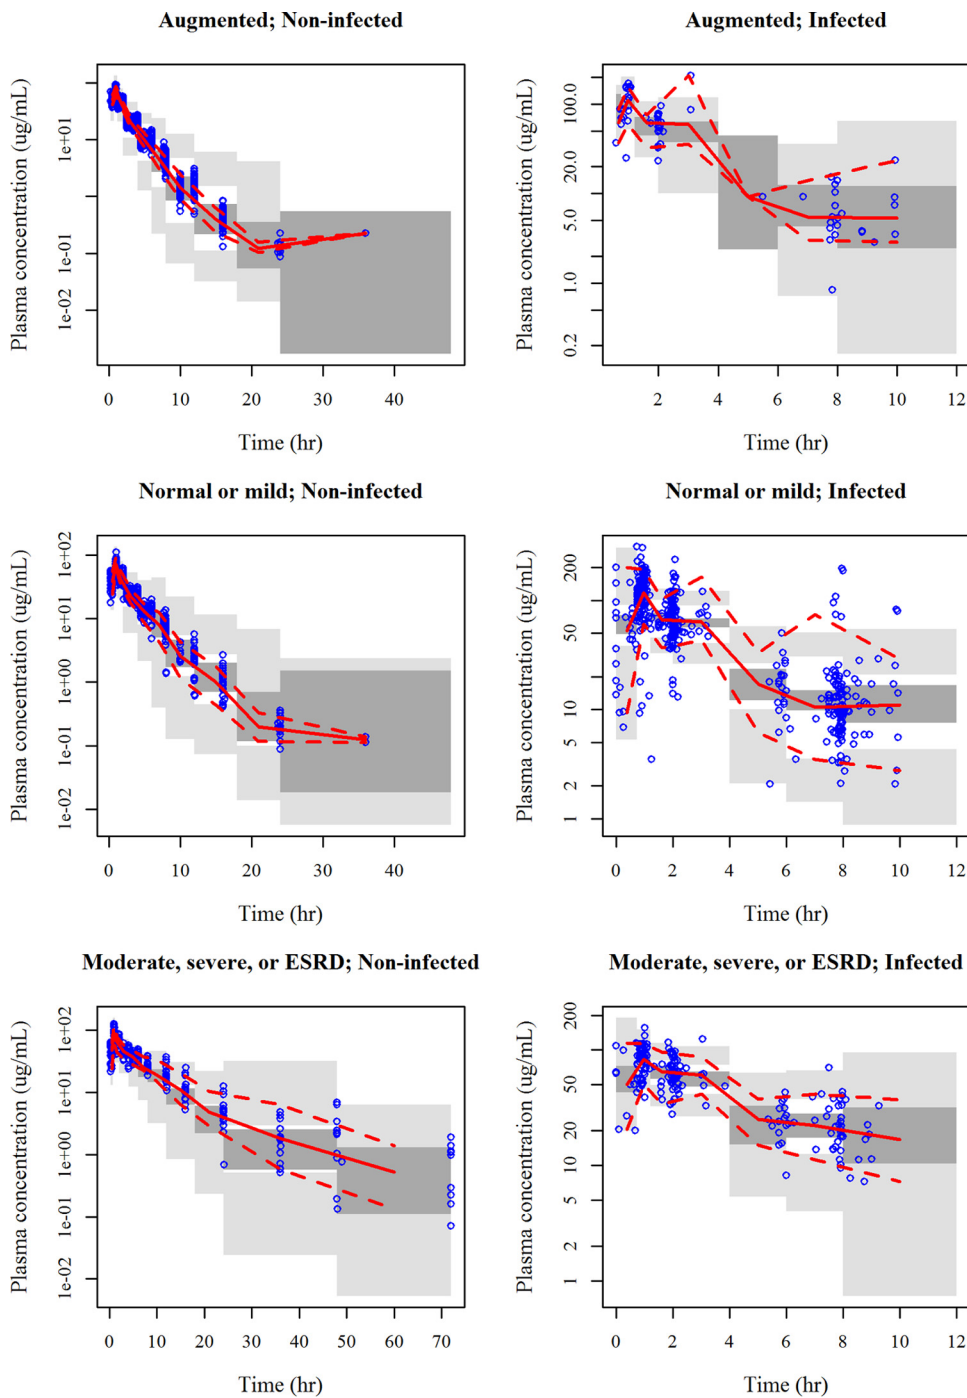 Augmented; Non-infected
Plasma concentration (ug/mL)
1e+01
1e-01
1e-02
0 10 20 30 40
Time (hr)
Augmented; Infected
Plasma concentration (ug/mL)
100.0
20.0
5.0
1.0
0.2
2 4 6 8 10 12
Time (hr)
Normal or mild; Non-infected
Plasma concentration (ug/mL)
1e+02
1e+01
1e+00
1e-01
1e-02
0 10 20 30 40
Time (hr)
Normal or mild; Infected
Plasma concentration (ug/mL)
200
50
10
5
2
1
0 2 4 6 8 10 12
Time (hr)
Moderate, severe, or ESRD; Non-infected
Plasma concentration (ug/mL)
1e+02
1e+01
1e+00
1e-01
1e-02
0 10 20 30 40 50 60 70
Time (hr)
Moderate, severe, or ESRD; Infected
Plasma concentration (ug/mL)
200
50
20
10
5
2
1
0 2 4 6 8 10 12
Time (hr)